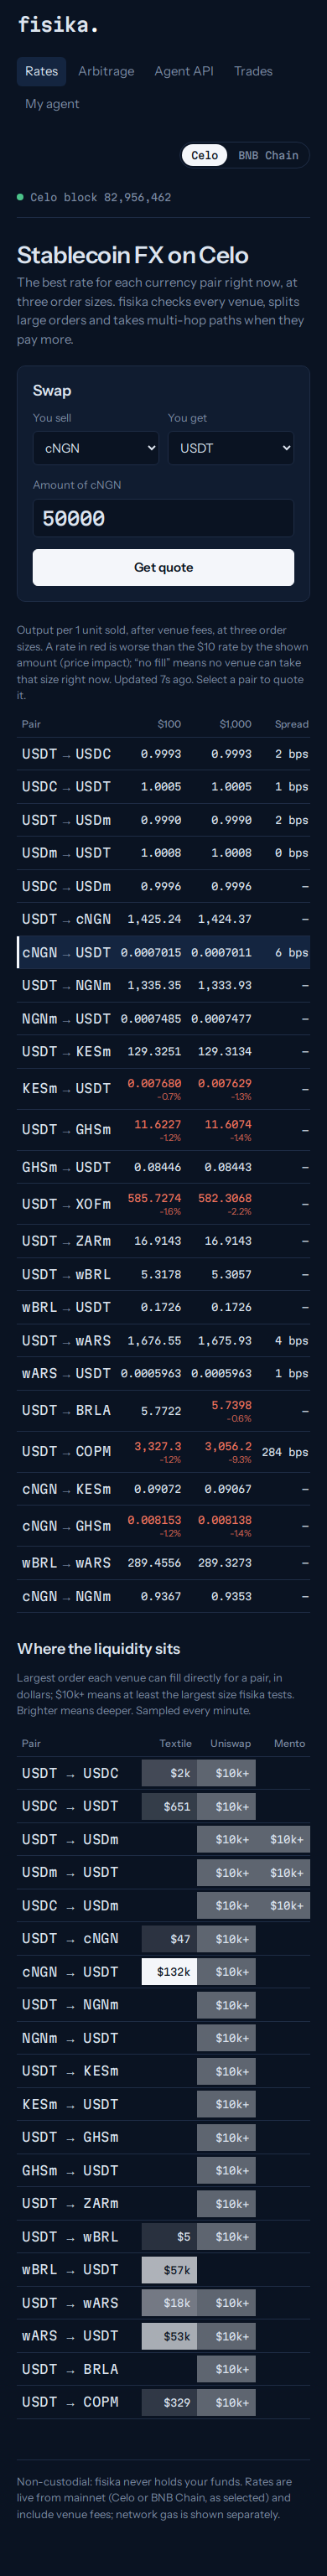 fisika.
Rates Arbitrage Agent API Trades
My agent
Celo BNB Chain
Celo block 82,956,462
Stablecoin FX on Celo
The best rate for each currency pair right now, at
three order sizes. fisika checks every venue, splits
large orders and takes multi-hop paths when they
pay more.
Swap
You sell You get
cNGN USDT
Amount of cNGN
50000
Get quote
Output per 1 unit sold, after venue fees, at three order
sizes. A rate in red is worse than the $10 rate by the shown
amount (price impact); “no fill” means no venue can take
that size right now. Updated 7s ago. Select a pair to quote
it.
Pair $100 $1,000 Spread
USDT → USDC 0.9993 0.9993 2 bps
USDC → USDT 1.0005 1.0005 1 bps
USDT → USDm 0.9990 0.9990 2 bps
USDm → USDT 1.0008 1.0008 0 bps
USDC → USDm 0.9996 0.9996 —
USDT → cNGN 1,425.24 1,424.37 —
cNGN → USDT 0.0007015 0.0007011 6 bps
USDT → NGNm 1,335.35 1,333.93 —
NGNm → USDT 0.0007485 0.0007477 —
USDT → KESm 129.3251 129.3134 —
KESm → USDT 0.007680 0.007629 —
-0.7% -1.3%
USDT → GHSm 11.6227 11.6074 —
-1.2% -1.4%
GHSm → USDT 0.08446 0.08443 —
USDT → XOFm 585.7274 582.3068 —
-1.6% -2.2%
USDT → ZARm 16.9143 16.9143 —
USDT → wBRL 5.3178 5.3057 —
wBRL → USDT 0.1726 0.1726 —
USDT → wARS 1,676.55 1,675.93 4 bps
wARS → USDT 0.0005963 0.0005963 1 bps
USDT → BRLA 5.7722 5.7398 —
-0.6%
USDT → COPM 3,327.3 3,056.2 284 bps
-1.2% -9.3%
cNGN → KESm 0.09072 0.09067 —
cNGN → GHSm 0.008153 0.008138 —
-1.2% -1.4%
wBRL → wARS 289.4556 289.3273 —
cNGN → NGNm 0.9367 0.9353 —
Where the liquidity sits
Largest order each venue can fill directly for a pair, in
dollars; $10k+ means at least the largest size fisika tests.
Brighter means deeper. Sampled every minute.
Pair Textile Uniswap Mento
USDT → USDC $2k $10k+
USDC → USDT $651 $10k+
USDT → USDm $10k+ $10k+
USDm → USDT $10k+ $10k+
USDC → USDm $10k+ $10k+
USDT → cNGN $47 $10k+
cNGN → USDT $132k $10k+
USDT → NGNm $10k+
NGNm → USDT $10k+
USDT → KESm $10k+
KESm → USDT $10k+
USDT → GHSm $10k+
GHSm → USDT $10k+
USDT → ZARm $10k+
USDT → wBRL $5 $10k+
wBRL → USDT $57k
USDT → wARS $18k $10k+
wARS → USDT $53k $10k+
USDT → BRLA $10k+
USDT → COPM $329 $10k+
Non-custodial: fisika never holds your funds. Rates are
live from mainnet (Celo or BNB Chain, as selected) and
include venue fees; network gas is shown separately.